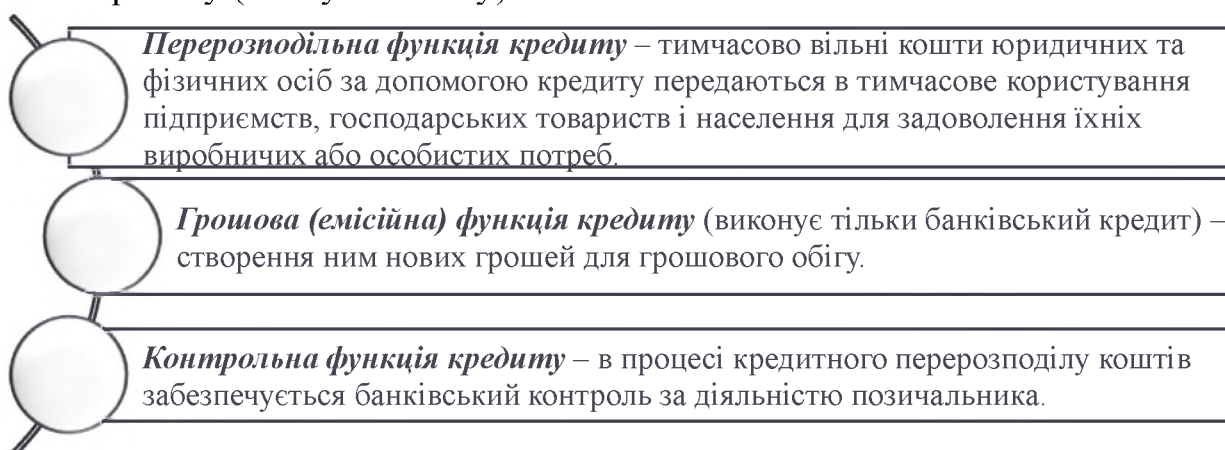 Перерозподільна функція кредиту – тимчасово вільні кошти юридичних та
фізичних осіб за допомогою кредиту передаються в тимчасове користування
підприємств, господарських товариств і населення для задоволення їхніх
виробничих або особистих потреб.
Грошова (емісійна) функція кредиту (виконує тільки банківський кредит) –
створення ним нових грошей для грошового обігу.
Контрольна функція кредиту – в процесі кредитного перерозподілу коштів
забезпечується банківський контроль за діяльністю позичальника.